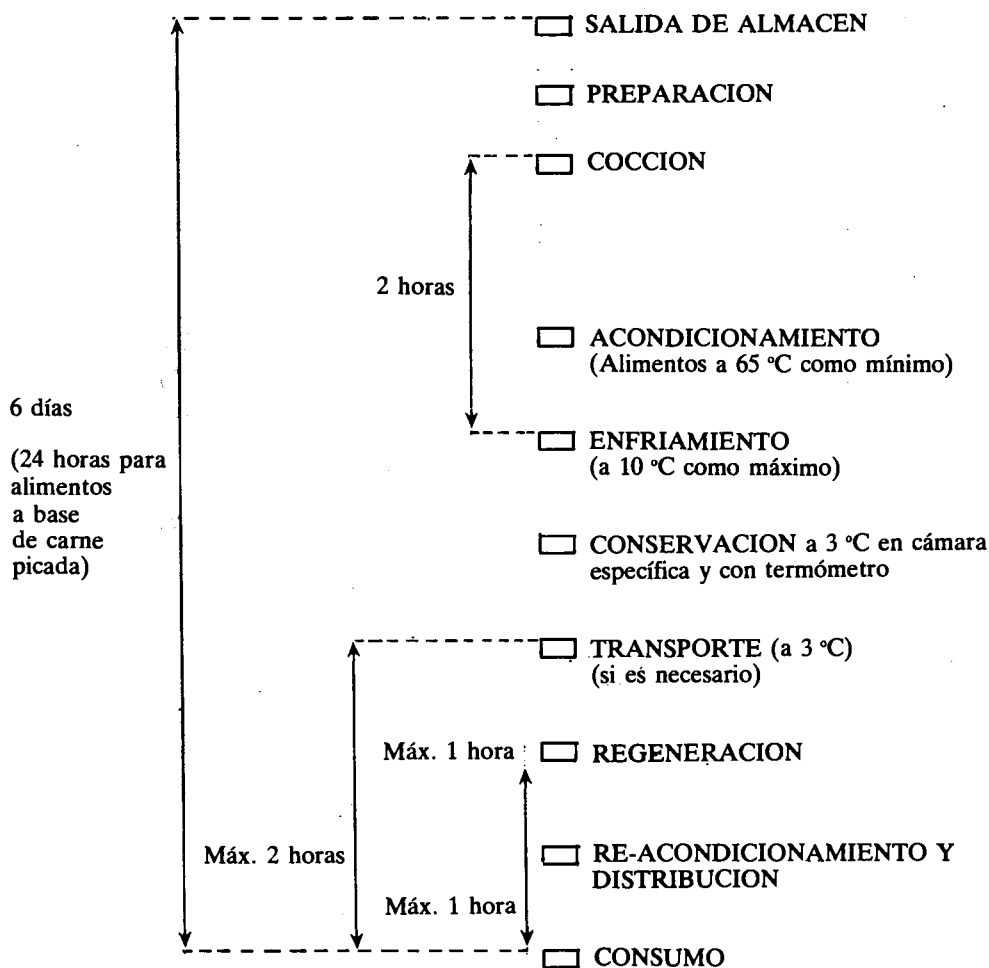 SALIDA DE ALMACEN
PREPARACION
COCCION
2 horas
ACONDICIONAMIENTO
(Alimentos a 65 °C como mínimo)
6 días
(24 horas para
alimentos
a base
de carne
picada)
ENFRIAMIENTO
(a 10 °C como máximo)
CONSERVACION a 3 °C en cámara
específica y con termómetro
TRANSPORTE (a 3 °C)
(si es necesario)
Máx. 1 hora
REGENERACION
Máx. 2 horas
RE-ACONDICIONAMIENTO Y
DISTRIBUCION
Máx. 1 hora
CONSUMO